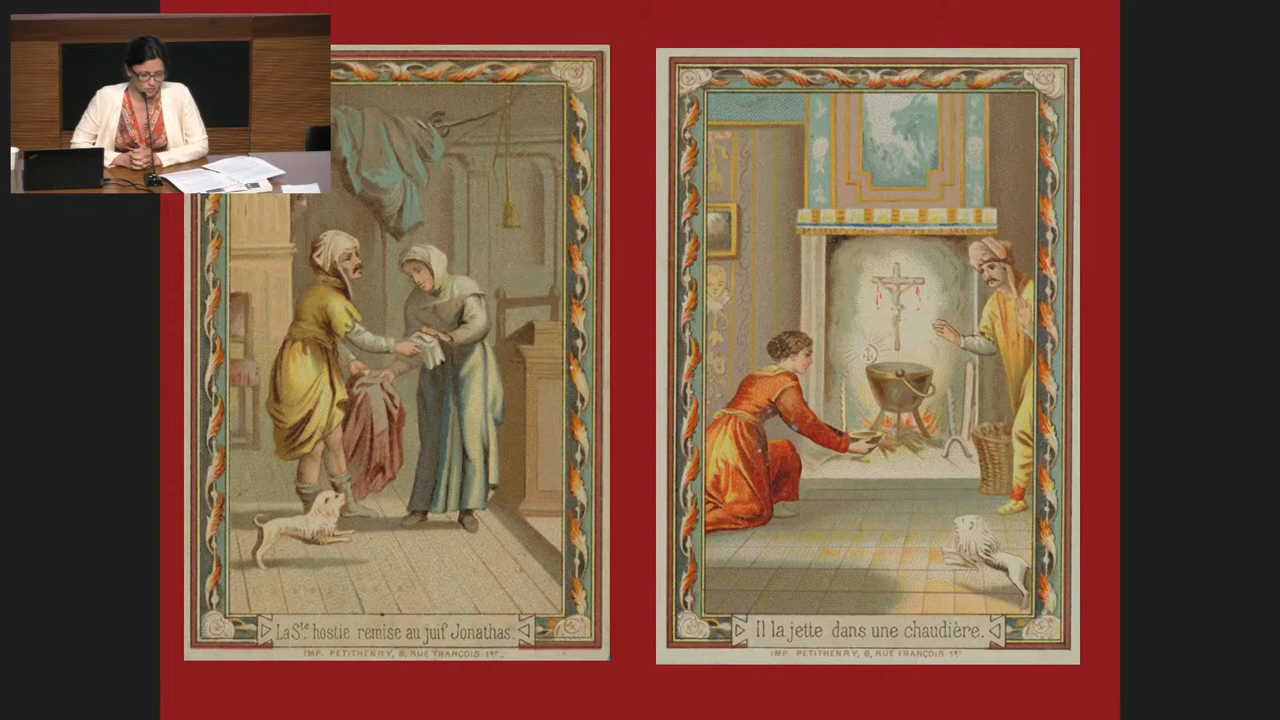 La Ste. hostie remise au juif Jonathas.
IMP. PETITHENRY, 8, RUE FRANÇOIS 1er.
Il la jette dans une chaudière.
IMP. PETITHENRY, 8, RUE FRANÇOIS 1er